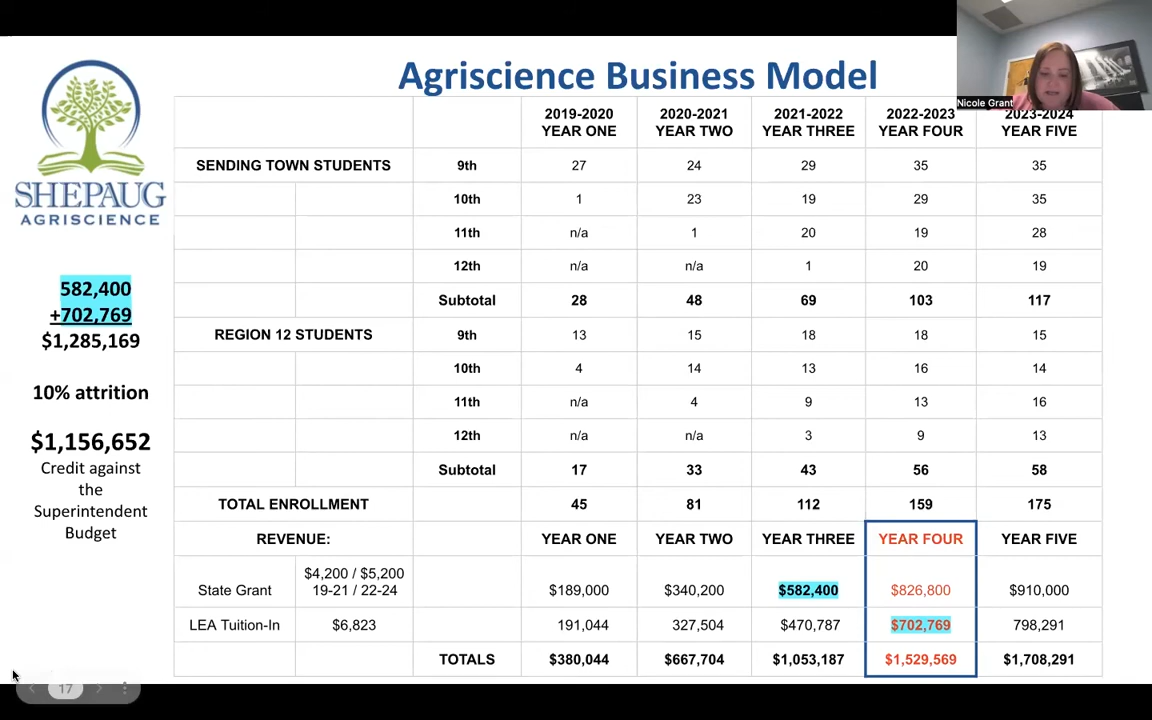 Agriscience Business Model
Nicole Grant
SHEPAUG
AGRISCIENCE
582,400
+702,769
$1,285,169
10% attrition
$1,156,652
Credit against
the
Superintendent
Budget
2019-2020 2020-2021 2021-2022 2022-2023 2023-2024
YEAR ONE YEAR TWO YEAR THREE YEAR FOUR YEAR FIVE
SENDING TOWN STUDENTS 9th 27 24 29 35 35
10th 1 23 19 29 35
11th n/a 1 20 19 28
12th n/a n/a 1 20 19
Subtotal 28 48 69 103 117
REGION 12 STUDENTS 9th 13 15 18 18 15
10th 4 14 13 16 14
11th n/a 4 9 13 16
12th n/a n/a 3 9 13
Subtotal 17 33 43 56 58
TOTAL ENROLLMENT 45 81 112 159 175
REVENUE: YEAR ONE YEAR TWO YEAR THREE YEAR FOUR YEAR FIVE
$4,200 / $5,200
State Grant 19-21 / 22-24 $189,000 $340,200 $582,400 $826,800 $910,000
LEA Tuition-In $6,823 191,044 327,504 $470,787 $702,769 798,291
TOTALS $380,044 $667,704 $1,053,187 $1,529,569 $1,708,291
17